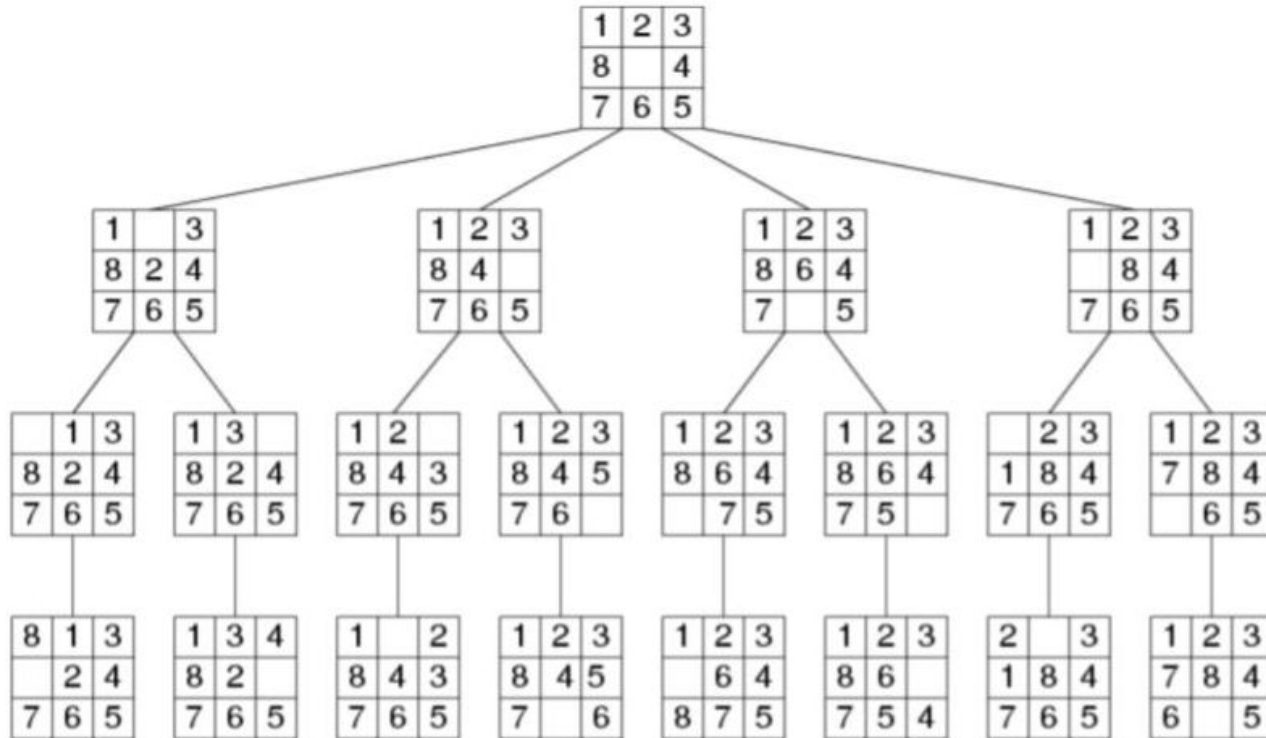 1 2 3
8 4
7 6 5
1 3 1 2 3 1 2 3 1 2 3
8 2 4 8 4 8 6 4 8 4
7 6 5 7 6 5 7 5 7 6 5
1 3 1 3 1 2 1 2 3 1 2 3 1 2 3 2 3 1 2 3
8 2 4 8 2 4 8 4 3 8 4 5 8 6 4 8 6 4 1 8 4 7 8 4
7 6 5 7 6 5 7 6 5 7 6 7 5 7 5 7 6 5 6 5
8 1 3 1 3 4 1 2 1 2 3 1 2 3 1 2 3 2 3 1 2 3
2 4 8 2 8 4 3 8 4 5 6 4 8 6 1 8 4 7 8 4
7 6 5 7 6 5 7 6 5 7 6 8 7 5 7 5 4 7 6 5 6 5